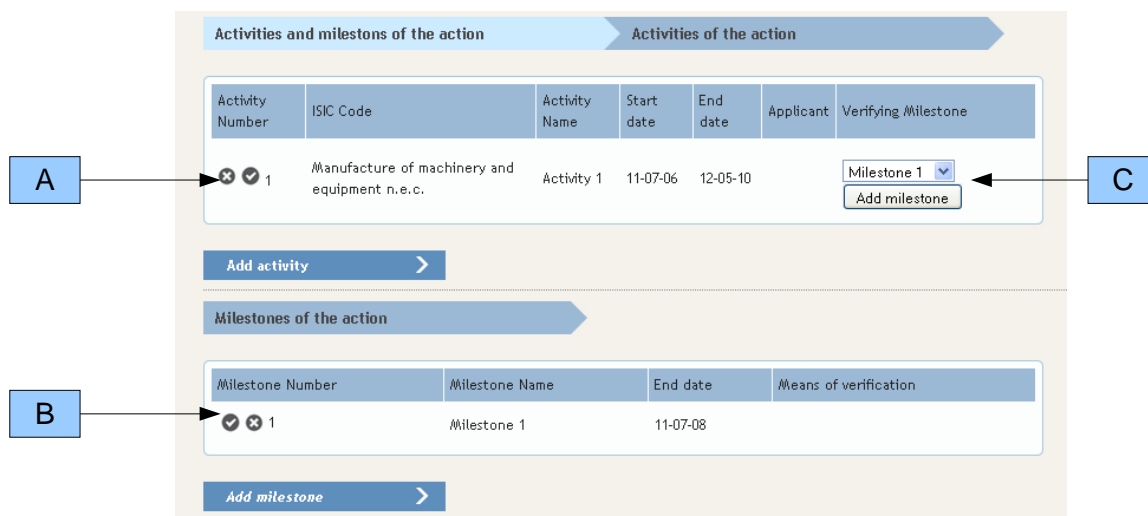 Activities and milestons of the action
Activities of the action
Activity Number
ISIC Code
Activity Name
Start date
End date
Applicant
Verifying Milestone
A
1
Manufacture of machinery and
equipment n.e.c.
Activity 1
11-07-06
12-05-10
Milestone 1
Add milestone
C
Add activity
Milestones of the action
Milestone Number
Milestone Name
End date
Means of verification
B
1
Milestone 1
11-07-08
Add milestone